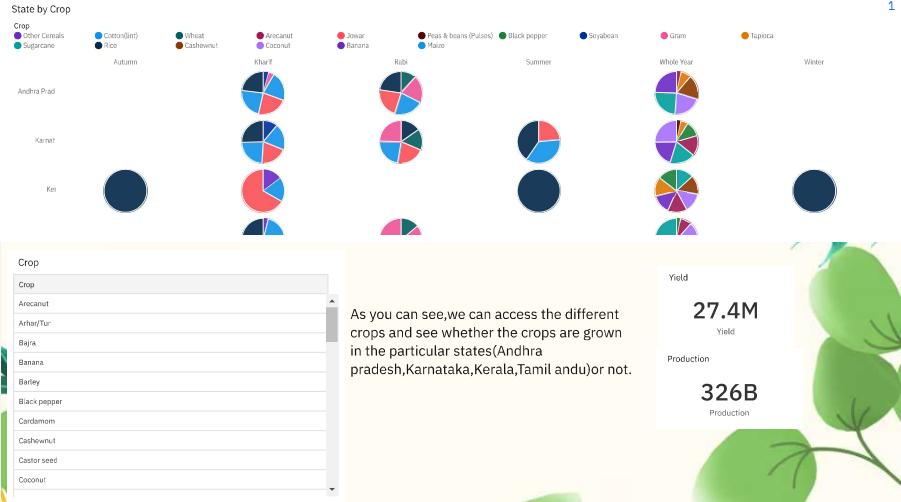 State by Crop
1
Crop
Other Cereals Cotton(lint) Wheat Arecanut Jowar Peas & beans (Pulses) Black pepper Soyabean Gram Tapioca
Sugarcane Rice Cashewnut Coconut Banana Maize
Autumn Kharif Rabi Summer Whole Year Winter
Andhra Prad
Karnat
Ker
Crop
Crop
Arecanut
Arhar/Tur
Bajra
Banana
Barley
Black pepper
Cardamom
Cashewnut
Castor seed
Coconut
As you can see,we can access the different
crops and see whether the crops are grown
in the particular states(Andhra
pradesh,Karnataka,Kerala,Tamil andu)or not.
Yield
27.4M
Yield
Production
326B
Production